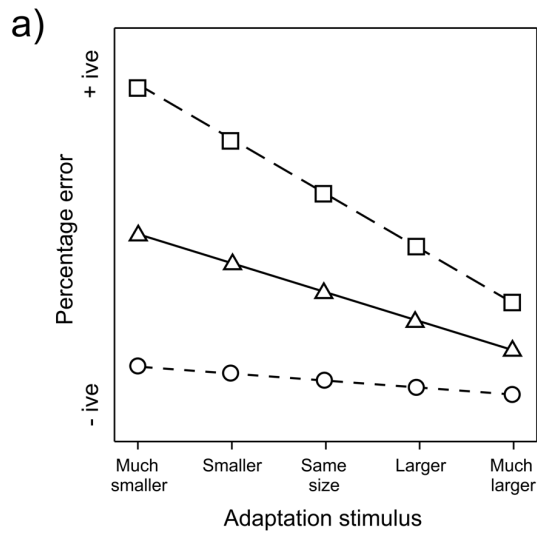 a)
+ ive
Percentage error
- ive
Much
smaller
Smaller
Same
size
Larger
Much
larger
Adaptation stimulus